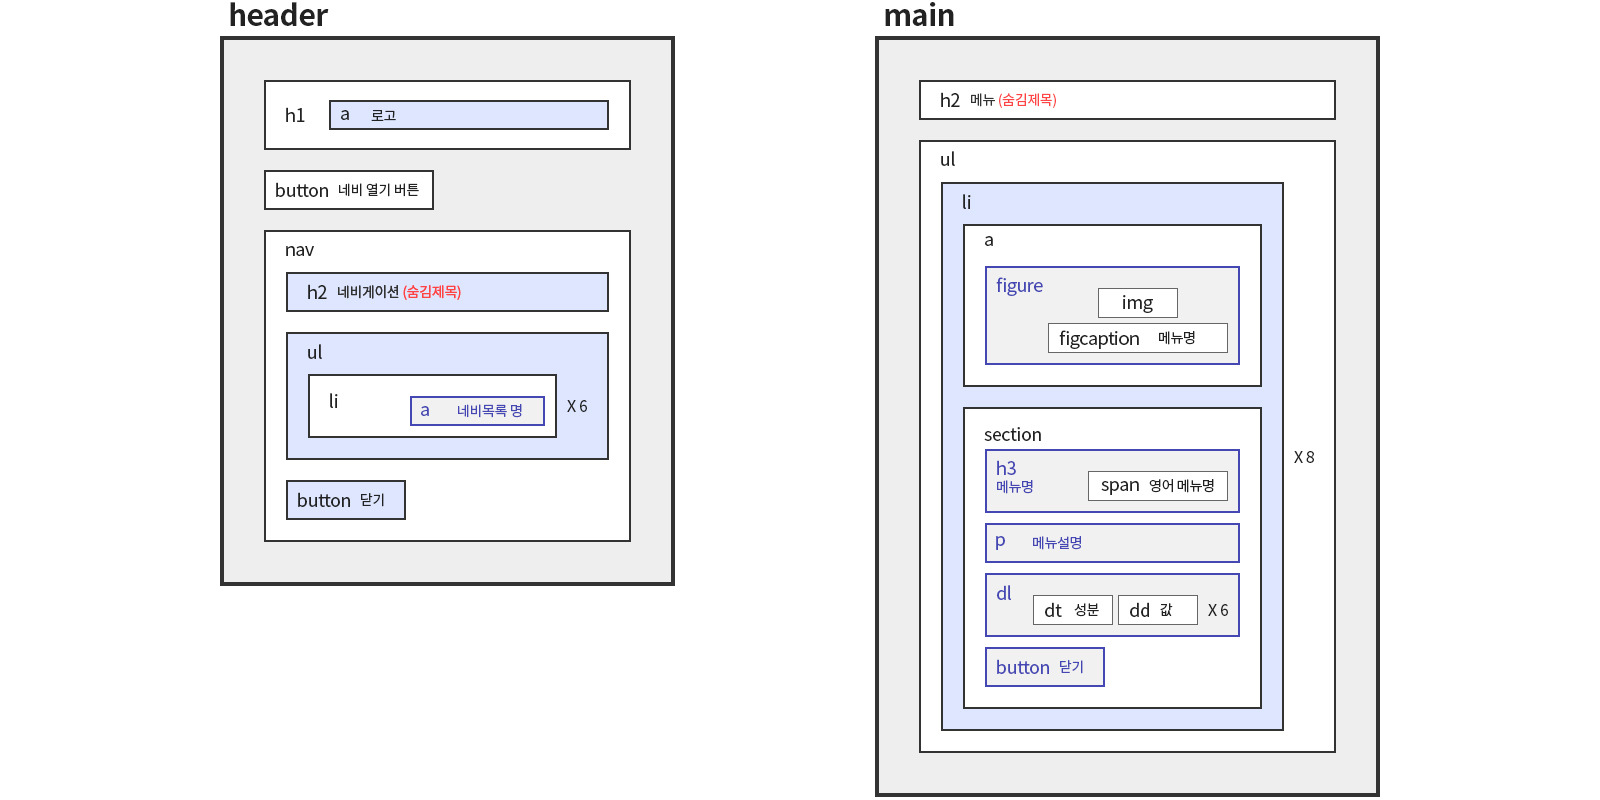 header
h1 a 로고
button 네비 열기 버튼
nav
h2 네비게이션 (숨김제목)
ul
li a 네비목록 명 X 6
button 닫기
main
h2 메뉴 (숨김제목)
ul
li
a
figure
img
figcaption 메뉴명
section
h3
메뉴명
span 영어 메뉴명
p 메뉴설명
dl dt 성분 dd 값 X 6
button 닫기
X 8